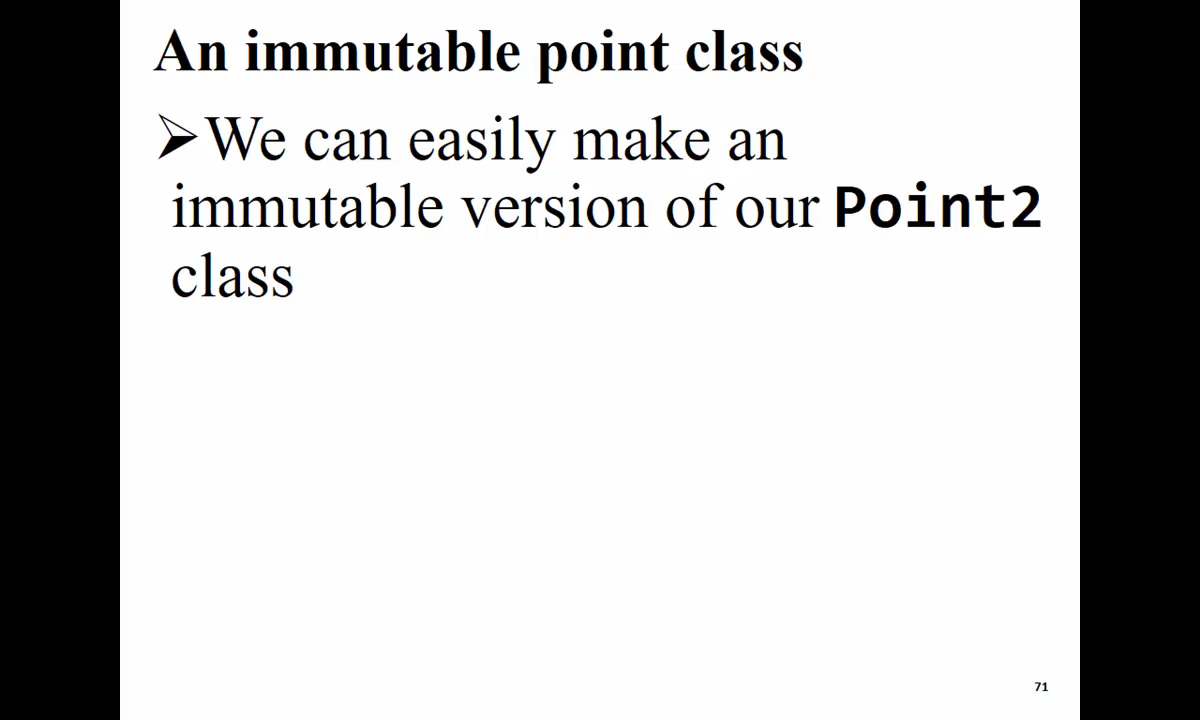 An immutable point class
➢We can easily make an
immutable version of our Point2
class
71